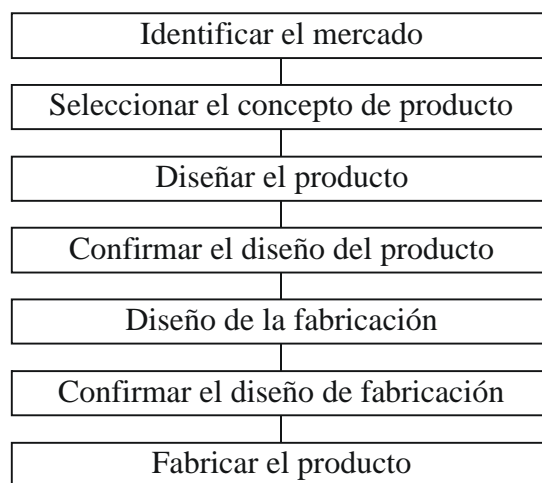 Identificar el mercado
Seleccionar el concepto de producto
Diseñar el producto
Confirmar el diseño del producto
Diseño de la fabricación
Confirmar el diseño de fabricación
Fabricar el producto